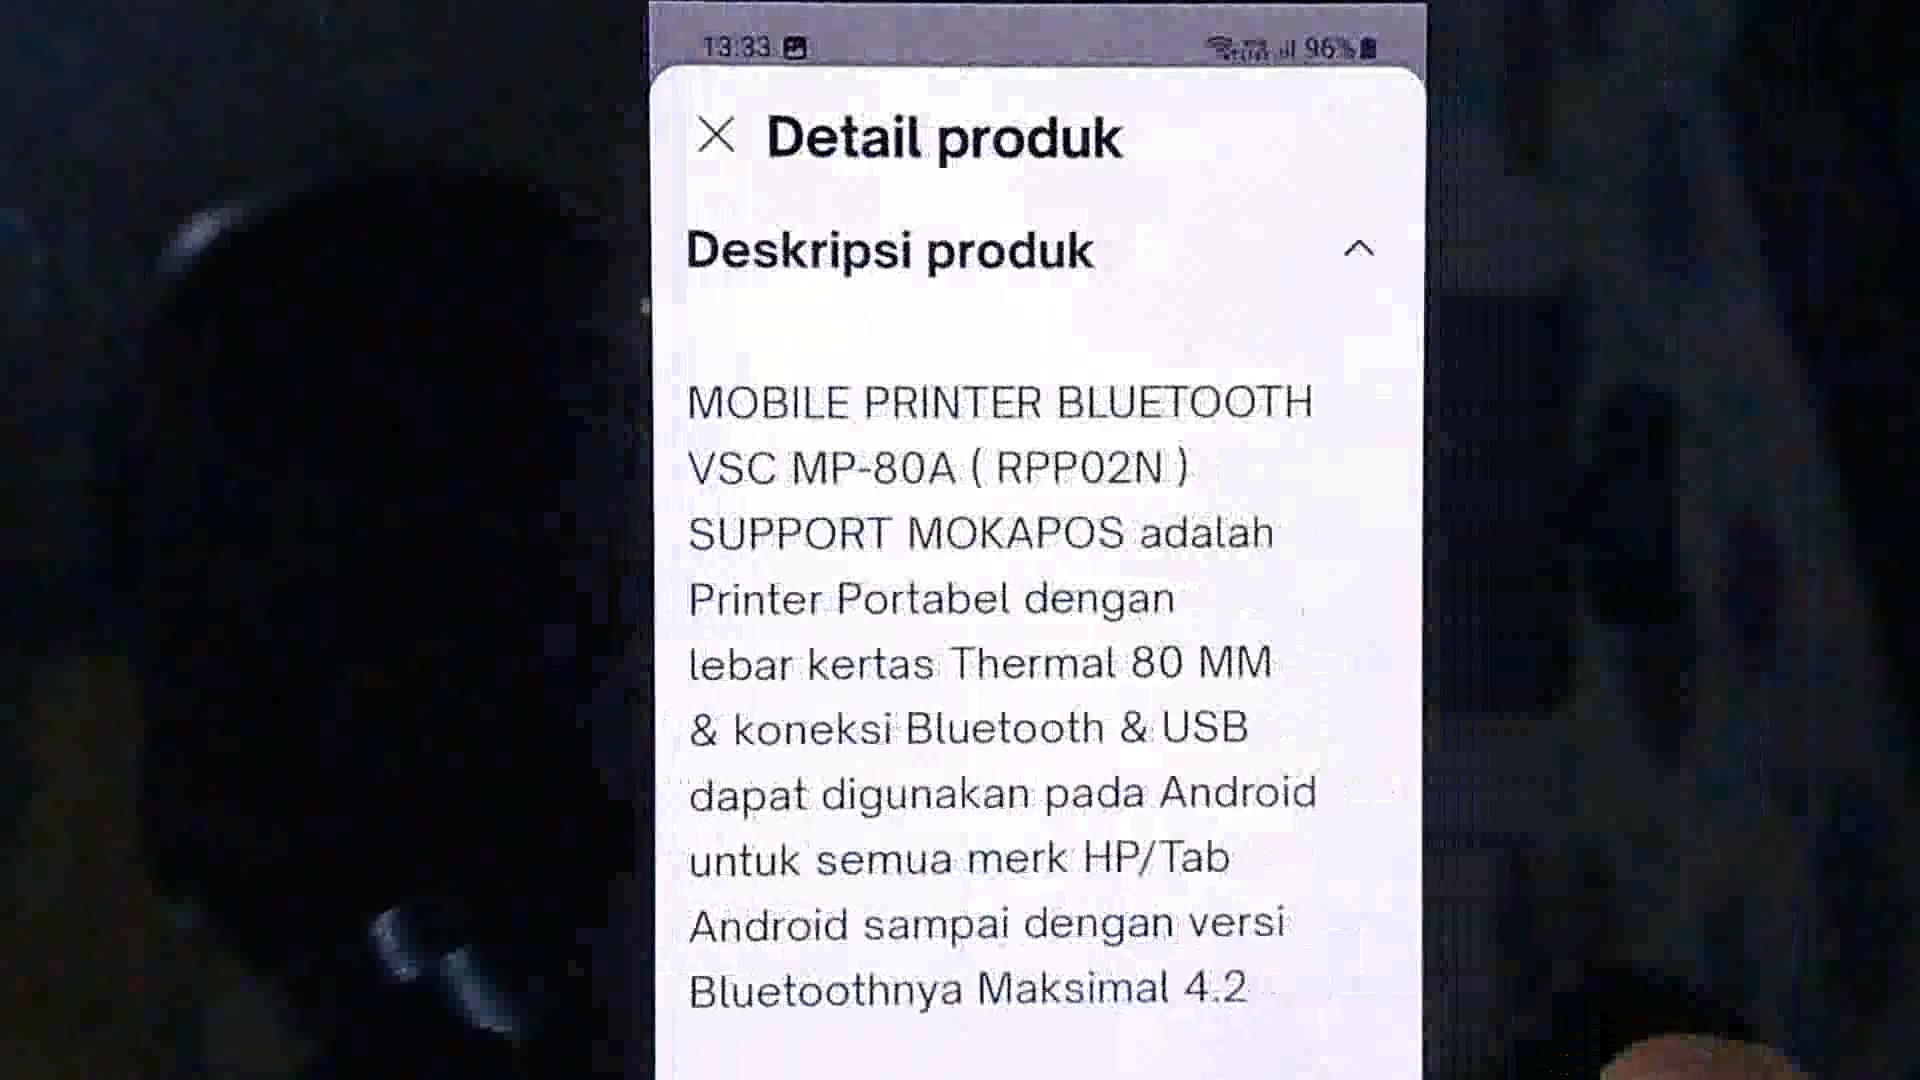 13:33
96%
Detail produk
Deskripsi produk
MOBILE PRINTER BLUETOOTH
VSC MP-80A ( RPP02N )
SUPPORT MOKAPOS adalah
Printer Portabel dengan
lebar kertas Thermal 80 MM
& koneksi Bluetooth & USB
dapat digunakan pada Android
untuk semua merk HP/Tab
Android sampai dengan versi
Bluetoothnya Maksimal 4.2